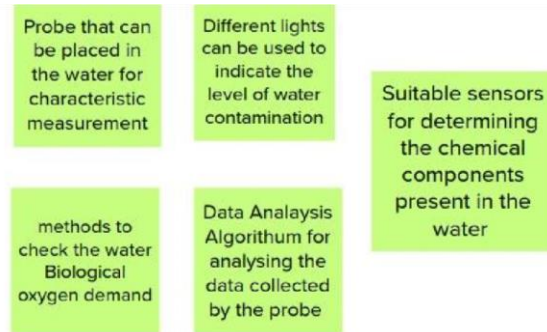 Probe that can
be placed in
the water for
characteristic
measurement
Different lights
can be used to
indicate the
level of water
contamination
Suitable sensors
for determining
the chemical
components
present in the
water
methods to
check the water
Biological
oxygen demand
Data Analaysis
Algorithum for
analysing the
data collected
by the probe